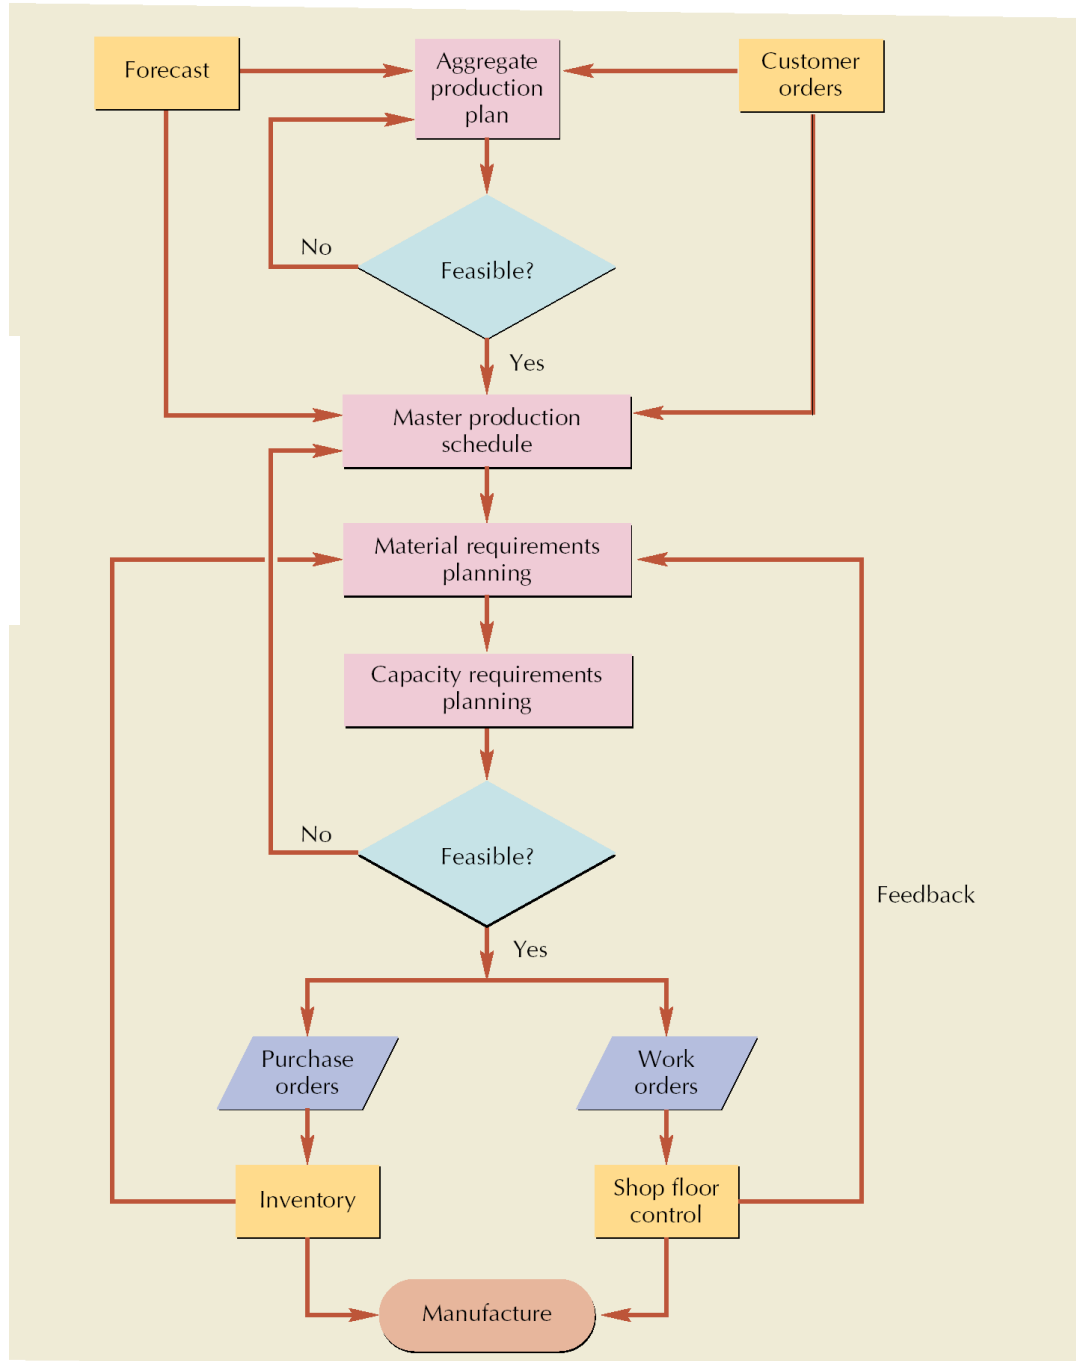 Forecast
Aggregate
production
plan
Customer
orders
No
Feasible?
Yes
Master production
schedule
Material requirements
planning
Capacity requirements
planning
No
Feasible?
Feedback
Yes
Purchase
orders
Work
orders
Inventory
Shop floor
control
Manufacture